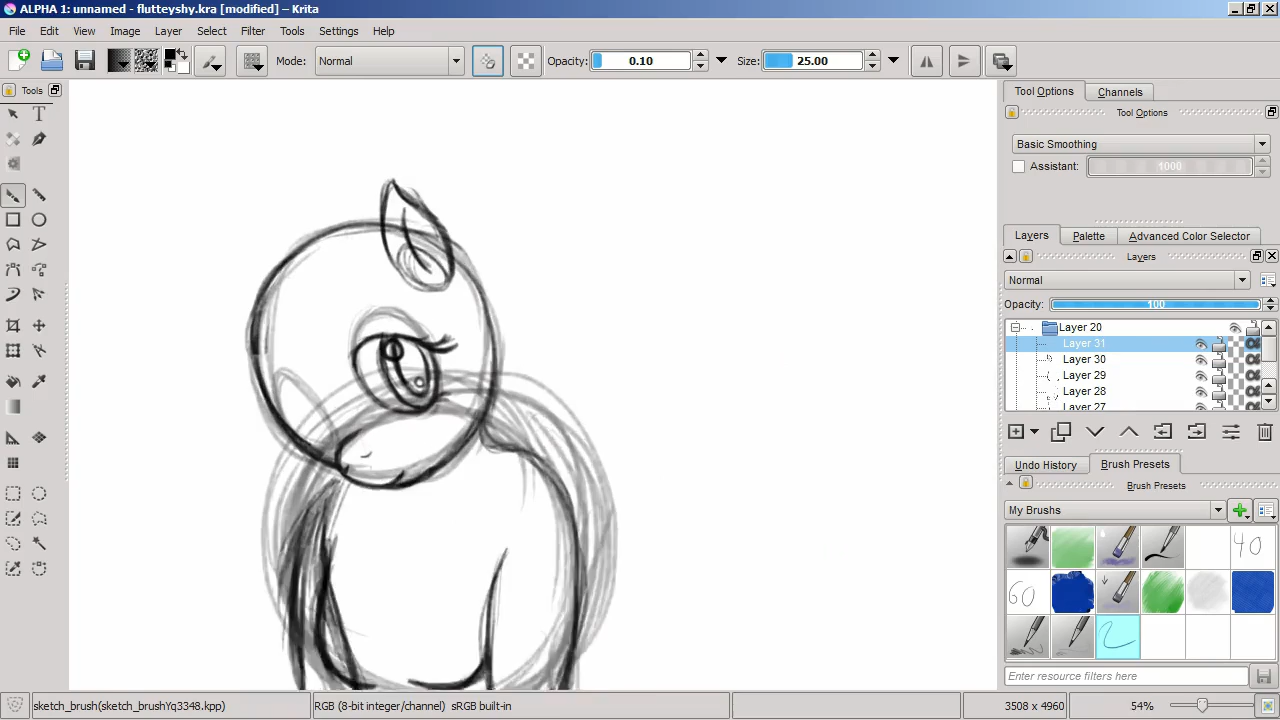 ALPHA 1: unnamed - flutteyshy.kra [modified] – Krita
File Edit View Image Layer Select Filter Tools Settings Help
Mode: Normal Opacity: 0.10 Size: 25.00
Tools
Tool Options Channels
Tool Options
Basic Smoothing
Assistant: 1000
Layers Palette Advanced Color Selector
Layers
Normal
Opacity: 100
Layer 20
Layer 31
Layer 30
Layer 29
Layer 28
Layer 27
Undo History Brush Presets
Brush Presets
My Brushes
40
60
Enter resource filters here
sketch_brush(sketch_brushYq3348.kpp) RGB (8-bit integer/channel) sRGB built-in 3508 x 4960 54%